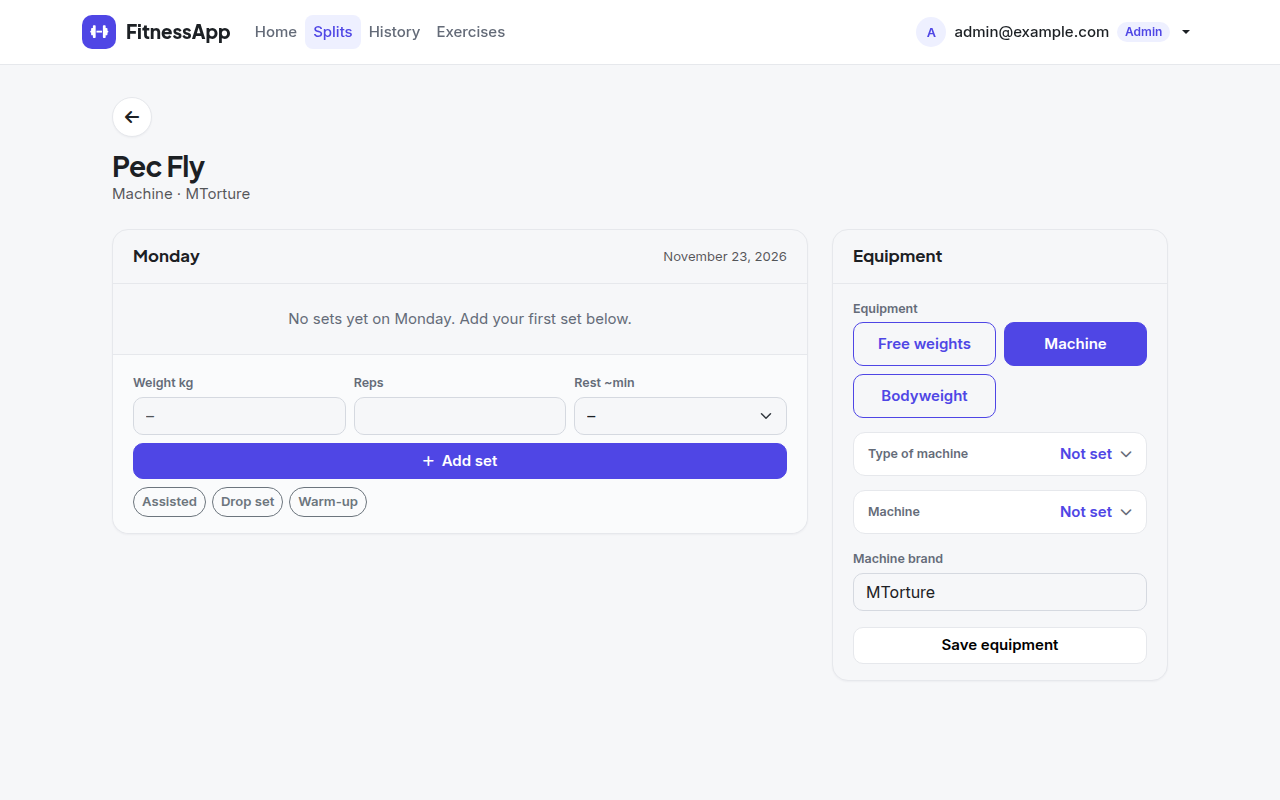 FitnessApp
Home
Splits
History
Exercises
A
admin@example.com
Admin
Pec Fly
Machine · MTorture
Monday
November 23, 2026
No sets yet on Monday. Add your first set below.
Weight kg
Reps
Rest ~min
–
–
+ Add set
Assisted
Drop set
Warm-up
Equipment
Equipment
Free weights
Machine
Bodyweight
Type of machine
Not set
Machine
Not set
Machine brand
MTorture
Save equipment